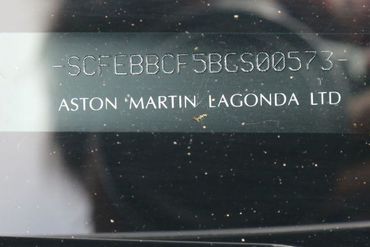 -SCFEBBCF5BGS00573-
ASTON MARTIN LAGONDA LTD